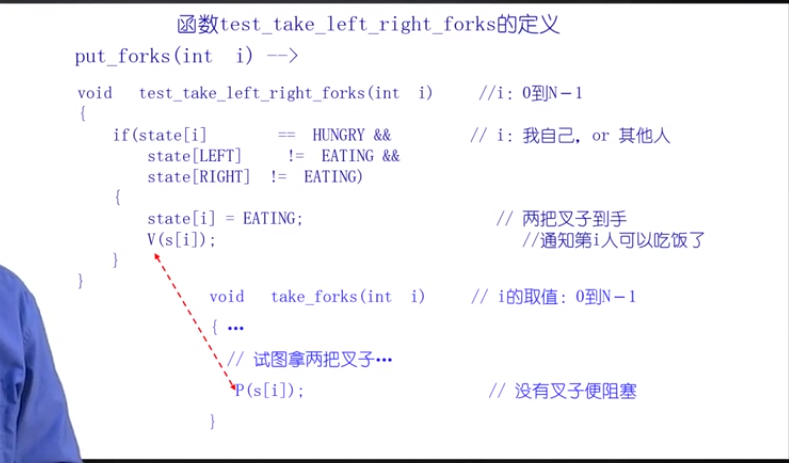 函数test_take_left_right_forks的定义
put_forks(int i) -->
void test_take_left_right_forks(int i) //i: 0到N-1
{
if(state[i] == HUNGRY && // i: 我自己, or 其他人
state[LEFT] != EATING &&
state[RIGHT] != EATING)
{
state[i] = EATING; // 两把叉子到手
V(s[i]); //通知第i人可以吃饭了
}
}
void take_forks(int i) // i的取值: 0到N-1
{ …
// 试图拿两把叉子…
P(s[i]); // 没有叉子便阻塞
}